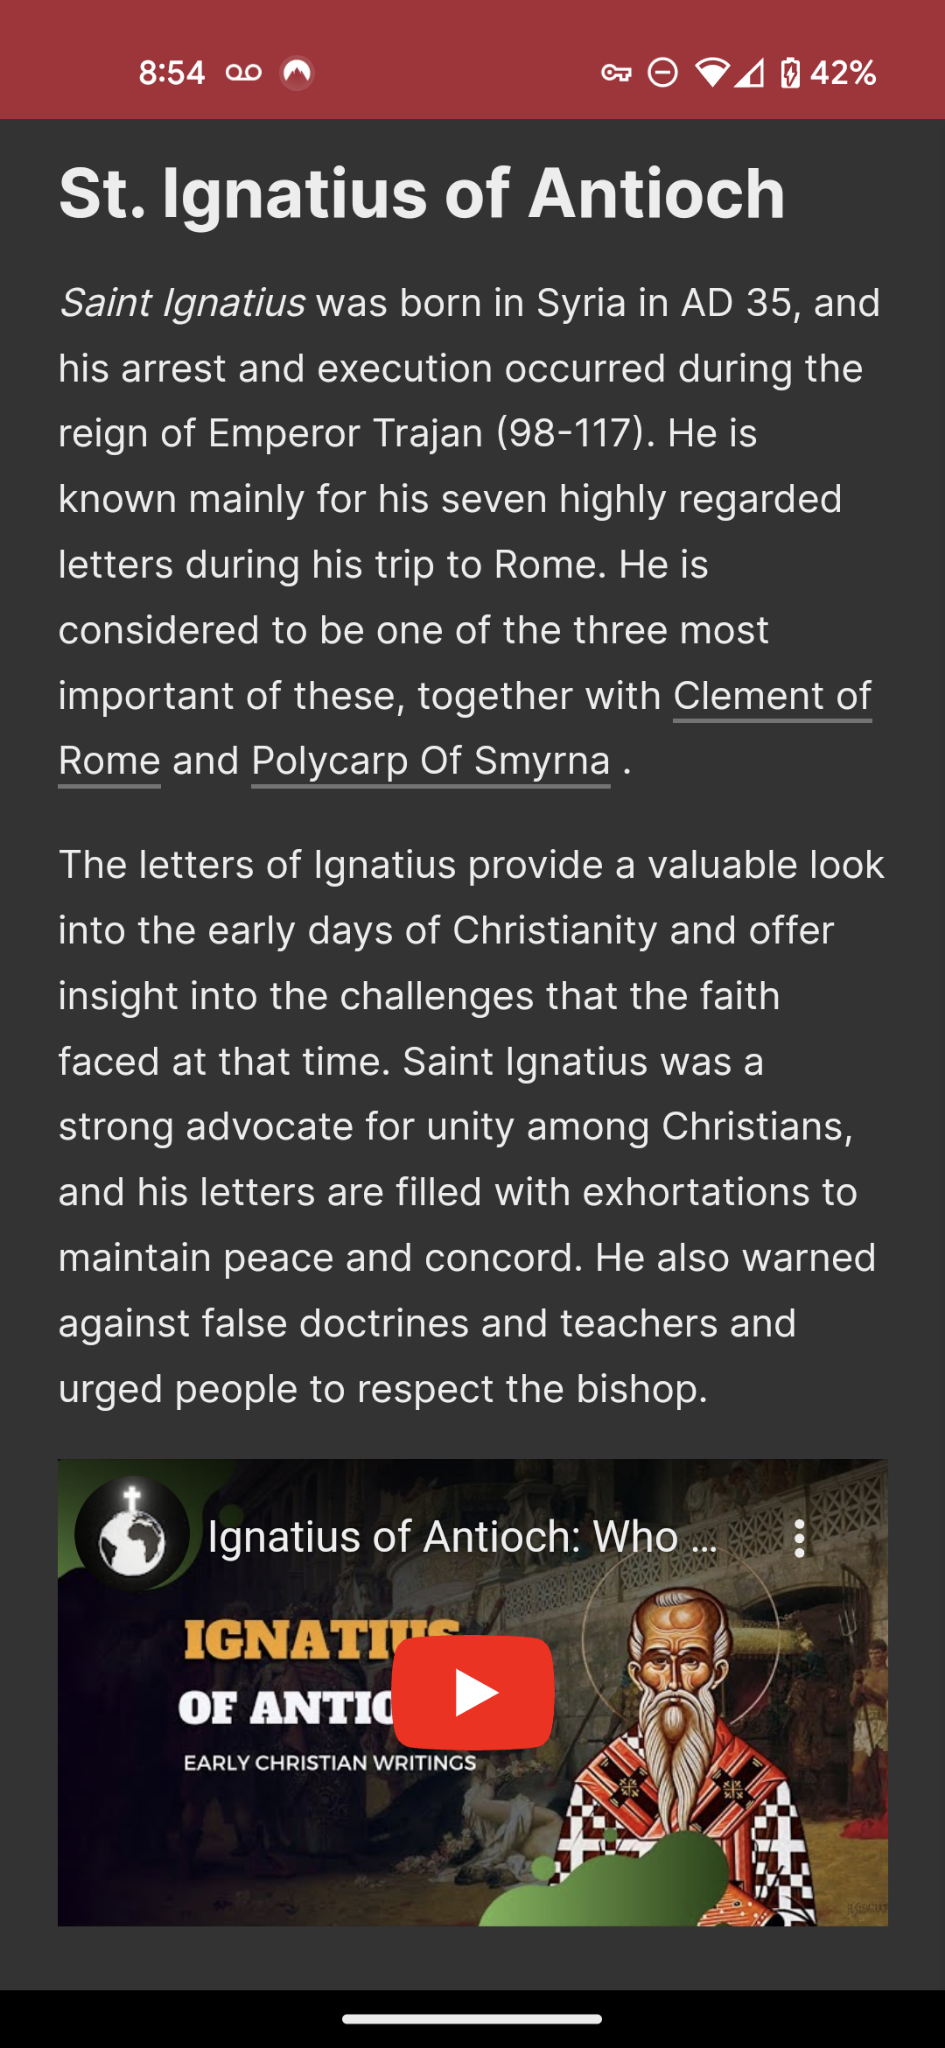 8:54
42%
St. Ignatius of Antioch
Saint Ignatius was born in Syria in AD 35, and
his arrest and execution occurred during the
reign of Emperor Trajan (98-117). He is
known mainly for his seven highly regarded
letters during his trip to Rome. He is
considered to be one of the three most
important of these, together with Clement of
Rome and Polycarp Of Smyrna .
The letters of Ignatius provide a valuable look
into the early days of Christianity and offer
insight into the challenges that the faith
faced at that time. Saint Ignatius was a
strong advocate for unity among Christians,
and his letters are filled with exhortations to
maintain peace and concord. He also warned
against false doctrines and teachers and
urged people to respect the bishop.
Ignatius of Antioch: Who ...
IGNATIUS
OF ANTIO
EARLY CHRISTIAN WRITINGS